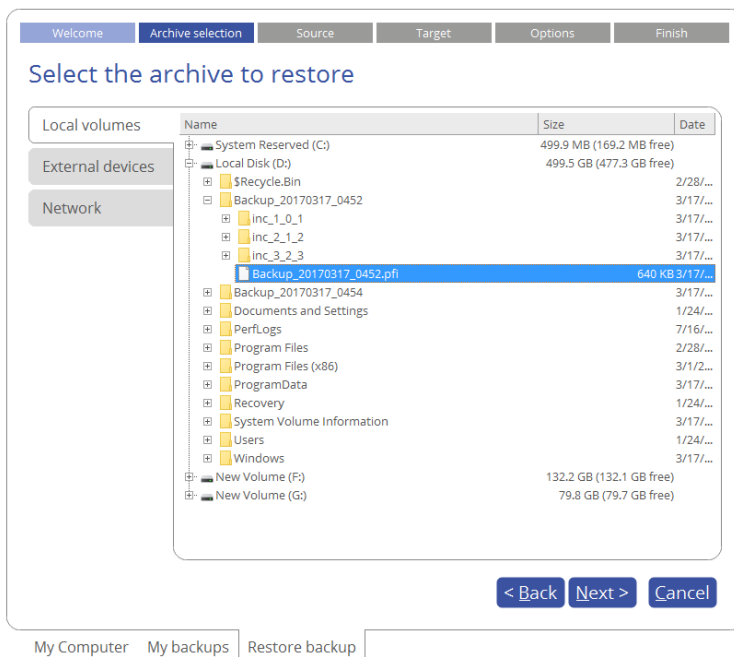 Welcome Archive selection Source Target Options Finish
Select the archive to restore
Local volumes
External devices
Network
Name Size Date
System Reserved (C:) 499.9 MB (169.2 MB free)
Local Disk (D:) 499.5 GB (477.3 GB free)
$Recycle.Bin 2/28/...
Backup_20170317_0452 3/17/...
inc_1_0_1 3/17/...
inc_2_1_2 3/17/...
inc_3_2_3 3/17/...
Backup_20170317_0452.pfi 640 KB 3/17/...
Backup_20170317_0454 3/17/...
Documents and Settings 1/24/...
PerfLogs 7/16/...
Program Files 2/28/...
Program Files (x86) 3/1/2...
ProgramData 3/17/...
Recovery 1/24/...
System Volume Information 3/17/...
Users 1/24/...
Windows 3/17/...
New Volume (F:) 132.2 GB (132.1 GB free)
New Volume (G:) 79.8 GB (79.7 GB free)
< Back Next > Cancel
My Computer My backups Restore backup